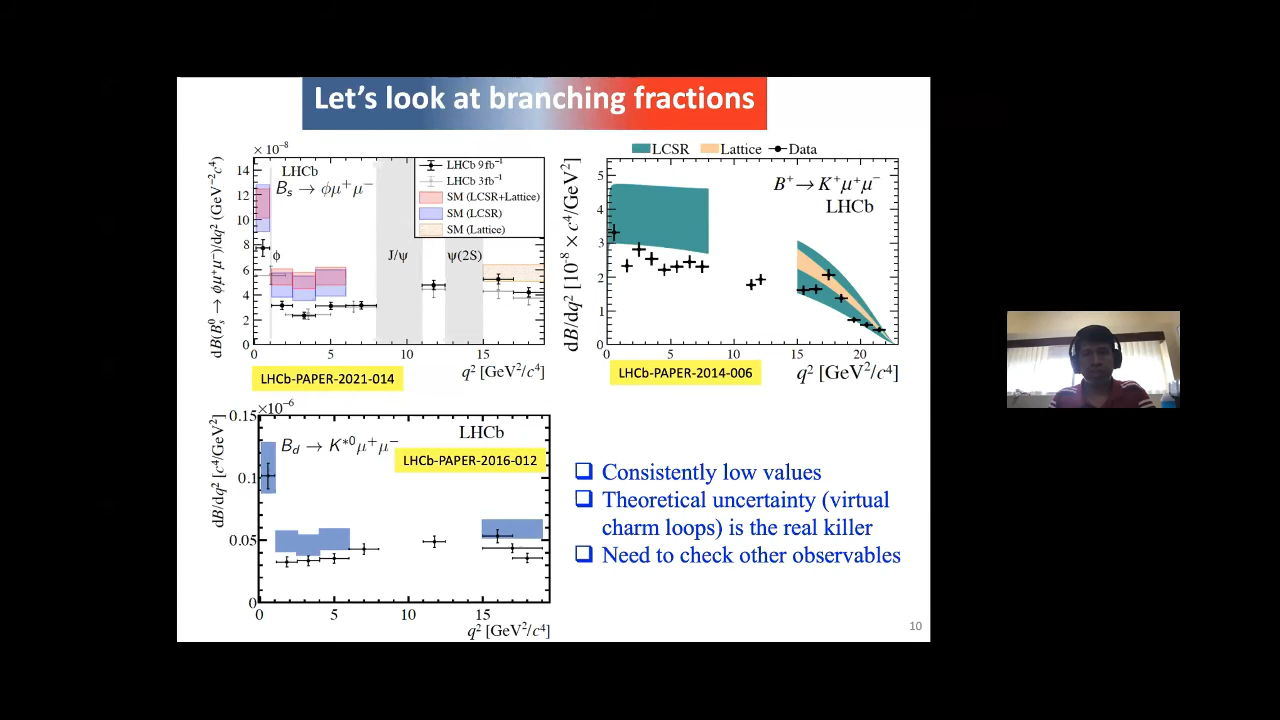 Let's look at branching fractions
× 10⁻⁸
dB(B⁰ₛ → ϕμ⁺μ⁻)/dq² (GeV⁻²c⁴)
14
12
10
8
6
4
2
0
LHCb
Bₛ → ϕμ⁺μ⁻
LHCb 9fb⁻¹
LHCb 3fb⁻¹
SM (LCSR+Lattice)
SM (LCSR)
SM (Lattice)
ϕ
J/ψ
ψ(2S)
0 5 10 15
q² [GeV²/c⁴]
LHCb-PAPER-2021-014
LCSR Lattice Data
dB/dq² [10⁻⁸ × c⁴/GeV²]
5
4
3
2
1
0
B⁺→ K⁺μ⁺μ⁻
LHCb
0 5 10 15 20
q² [GeV²/c⁴]
LHCb-PAPER-2014-006
×10⁻⁶
dB/dq² [c⁴/GeV²]
0.15
0.1
0.05
0
B_d → K*⁰μ⁺μ⁻
LHCb
LHCb-PAPER-2016-012
0 5 10 15
q² [GeV²/c⁴]
❑ Consistently low values
❑ Theoretical uncertainty (virtual
charm loops) is the real killer
❑ Need to check other observables
10